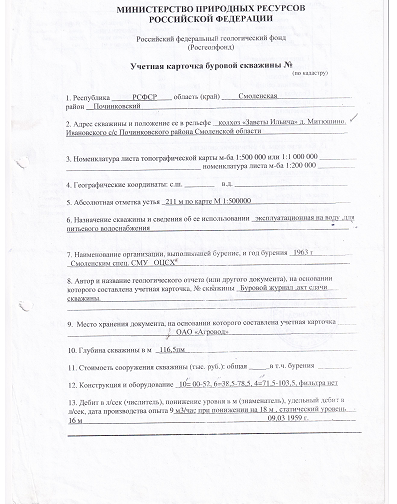 МИНИСТЕРСТВО ПРИРОДНЫХ РЕСУРСОВ
РОССИЙСКОЙ ФЕДЕРАЦИИ
Российский федеральный геологический фонд
(Росгеолфонд)
Учетная карточка буровой скважины №
(по кадастру)
1. Республика РСФСР область (край) Смоленская
район Починковский
2. Адрес скважины и положение ее в рельефе колхоз «Заветы Ильича» д. Митюшино
Ивановского с/с Починковского района Смоленской области
3. Номенклатура листа топографической карты м-ба 1:500 000 или 1:1 000 000
номенклатура листа м-ба 1:200 000
4. Географические координаты: с.ш. в.д.
5. Абсолютная отметка устья 211 м по карте М 1:500000
6. Назначение скважины и сведения об ее использовании эксплуатационная на воду для
питьевого водоснабжения
7. Наименование организации, выполнившей бурение, и год бурения 1963 г
Смоленским спец. СМУ ОЦСХ
8. Автор и название геологического отчета (или другого документа), на основании
которого составлена учетная карточка, № скважины Буровой журнал ,акт сдачи
скважины
9. Место хранения документа, на основании которого составлена учетная карточка
ОАО «Агровод»
10. Глубина скважины в м 116,5пм
11. Стоимость сооружения скважины (тыс. руб.): общая в т.ч. бурения
12. Конструкция и оборудование 10= 00-52, 6=38,5-78,5, 4=71,5-103,5, фильтра нет
13. Дебит в л/сек (числитель), понижение уровня в м (знаменатель), удельный дебит в
л/сек, дата производства опыта 9 м3/час при понижении на 18 м , статический уровень
16 м 09.03 1959 г.